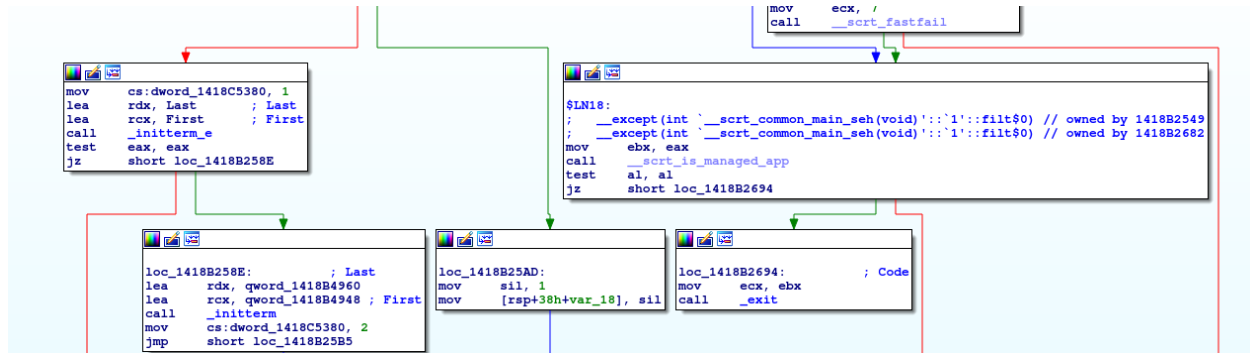 mov     ecx, 7
call    __scrt_fastfail
mov     cs:dword_1418C5380, 1
lea     rdx, Last       ; Last
lea     rcx, First      ; First
call    _initterm_e
test    eax, eax
jz      short loc_1418B258E
$LN18:
;   __except(int `__scrt_common_main_seh(void)'::`1'::filt$0) // owned by 1418B2549
;   __except(int `__scrt_common_main_seh(void)'::`1'::filt$0) // owned by 1418B2682
mov     ebx, eax
call    __scrt_is_managed_app
test    al, al
jz      short loc_1418B2694
loc_1418B258E:          ; Last
lea     rdx, qword_1418B4960
lea     rcx, qword_1418B4948 ; First
call    _initterm
mov     cs:dword_1418C5380, 2
jmp     short loc_1418B25B5
loc_1418B25AD:
mov     sil, 1
mov     [rsp+38h+var_18], sil
loc_1418B2694:          ; Code
mov     ecx, ebx
call    _exit